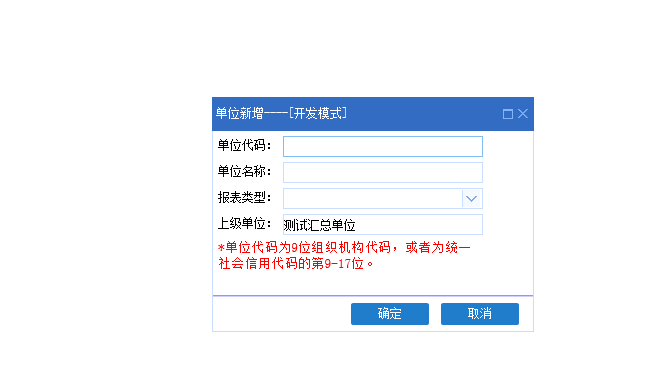 单位新增----[开发模式]
单位代码：
单位名称：
报表类型：
上级单位：测试汇总单位
*单位代码为9位组织机构代码，或者为统一
社会信用代码的第9-17位。
确定 取消